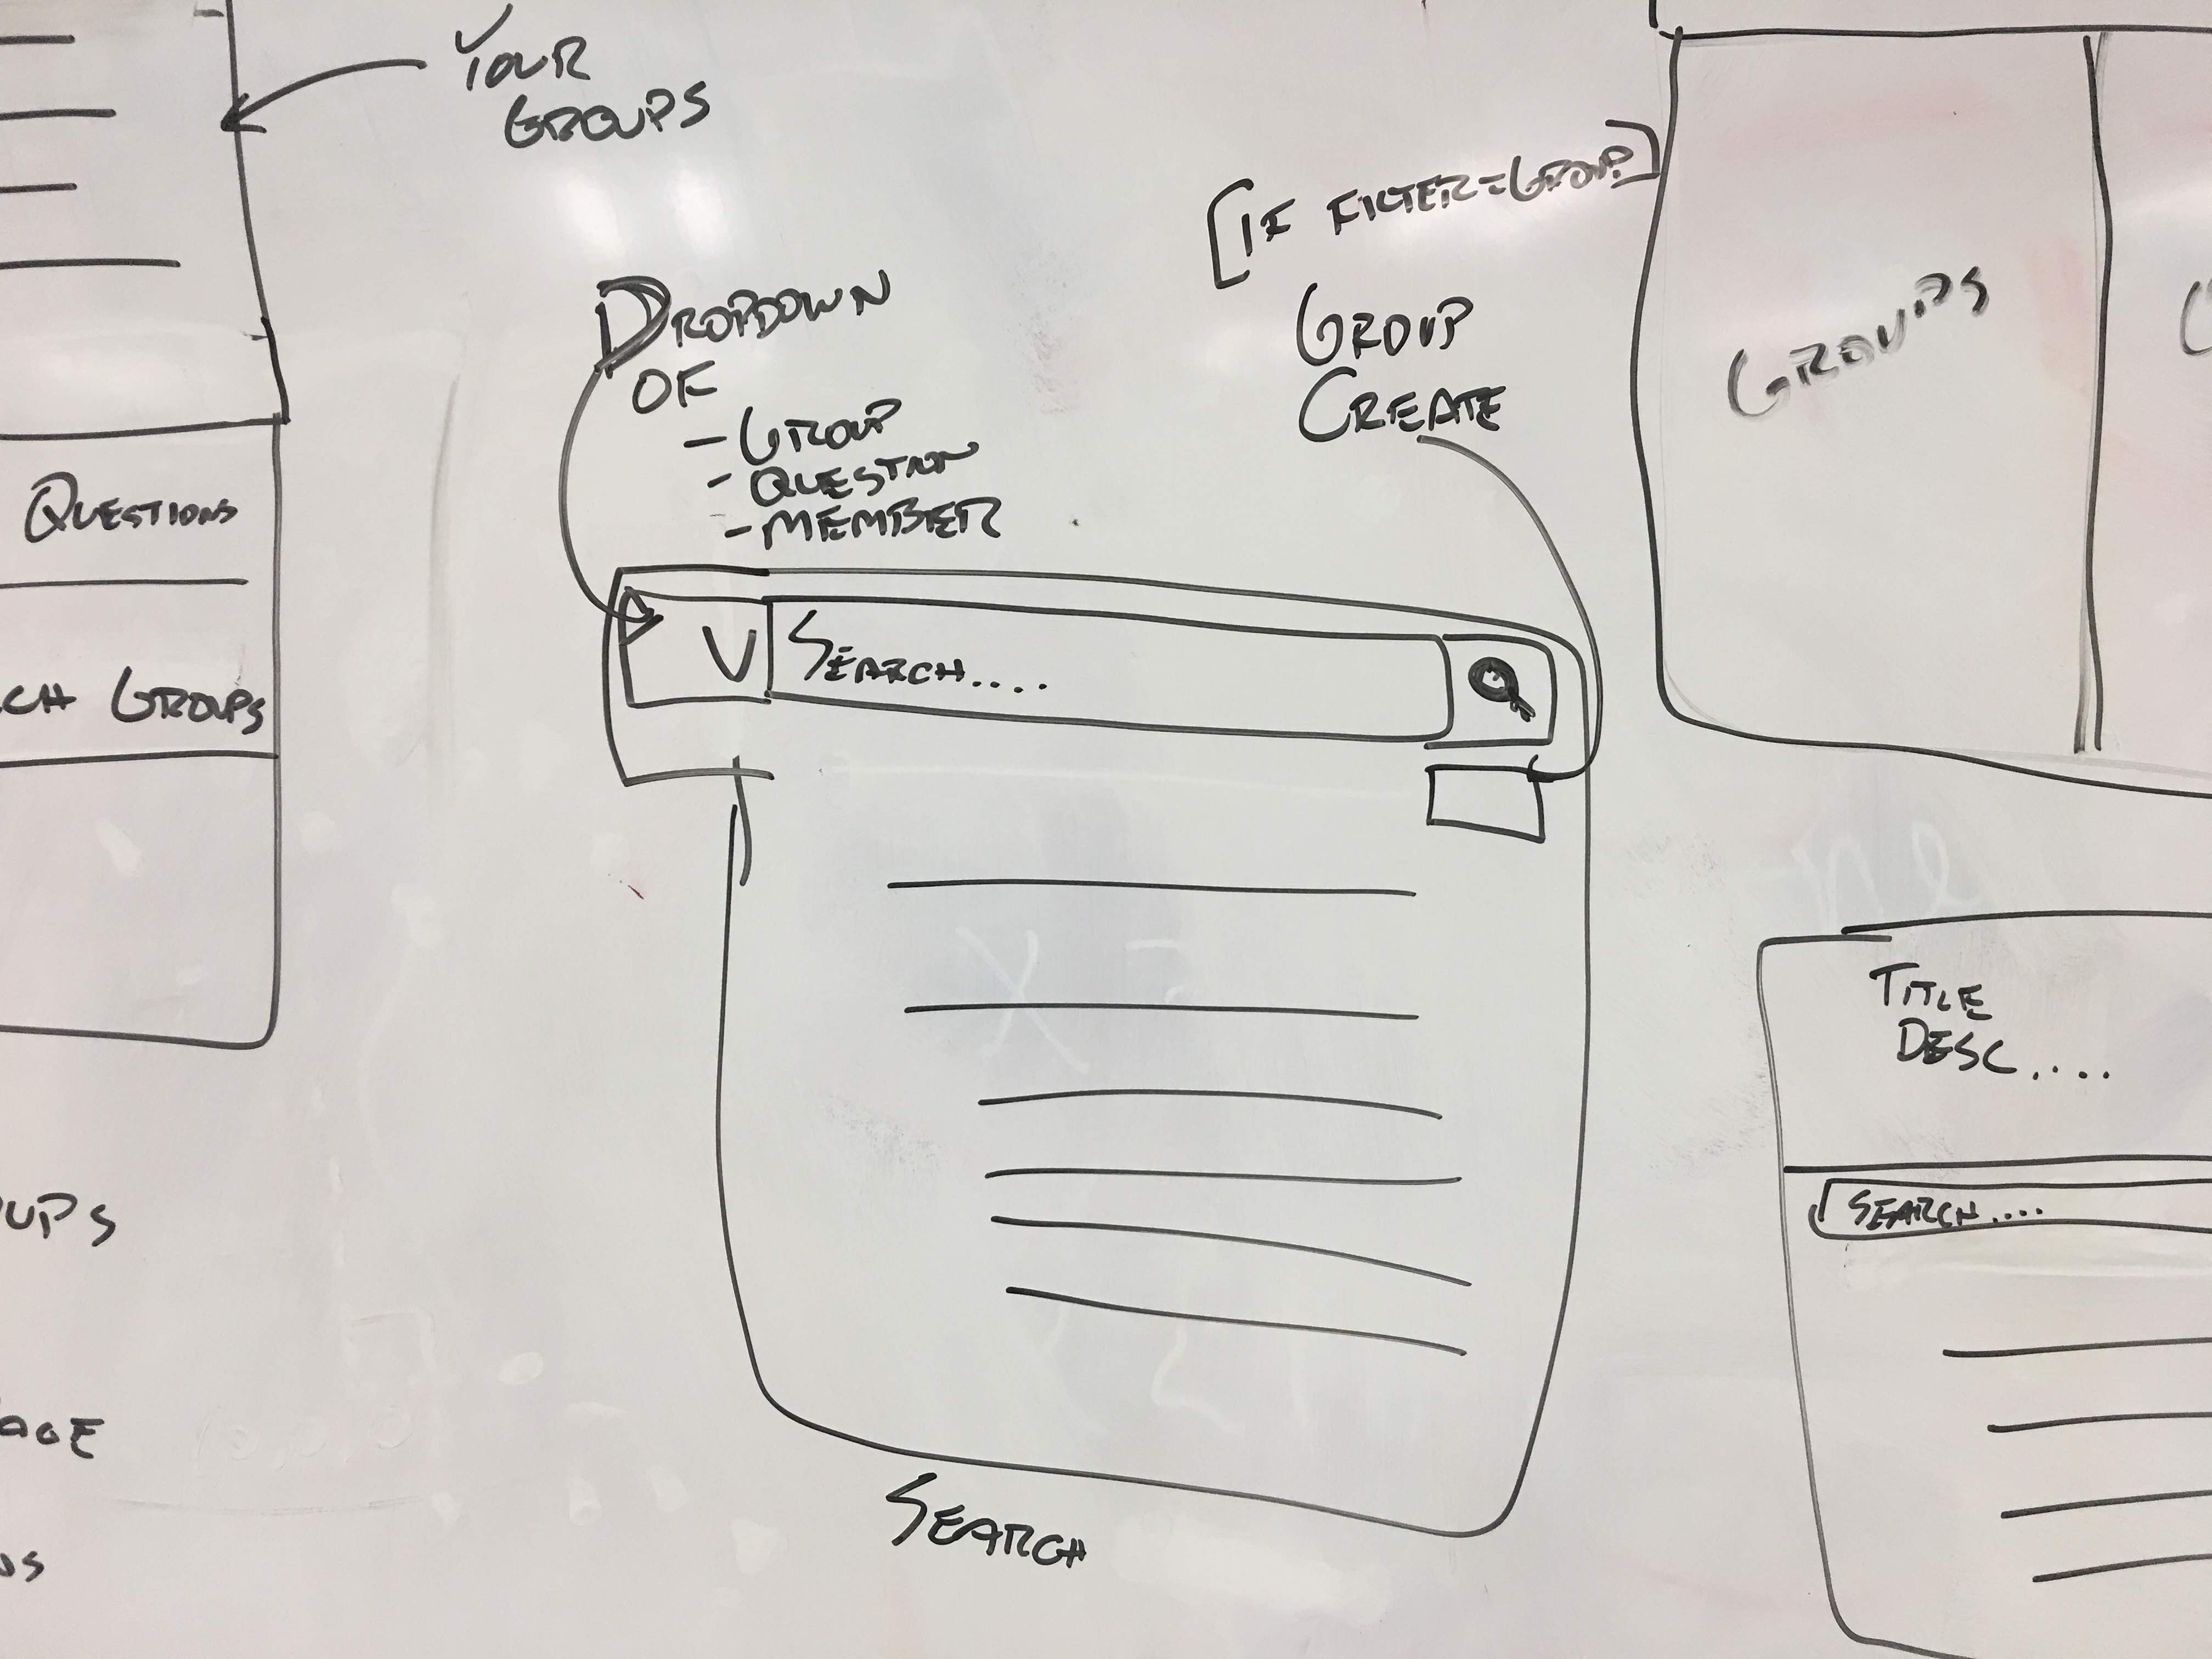 YOUR
GROUPS
[IF FILTER=GROUP]
GROUP
CREATE
DROPDOWN
OF
- GROUP
- QUESTION
- MEMBER
GROUPS
QUESTIONS
CH GROUPS
V
SEARCH....
TITLE
DESC....
SEARCH....
UPS
SEARCH